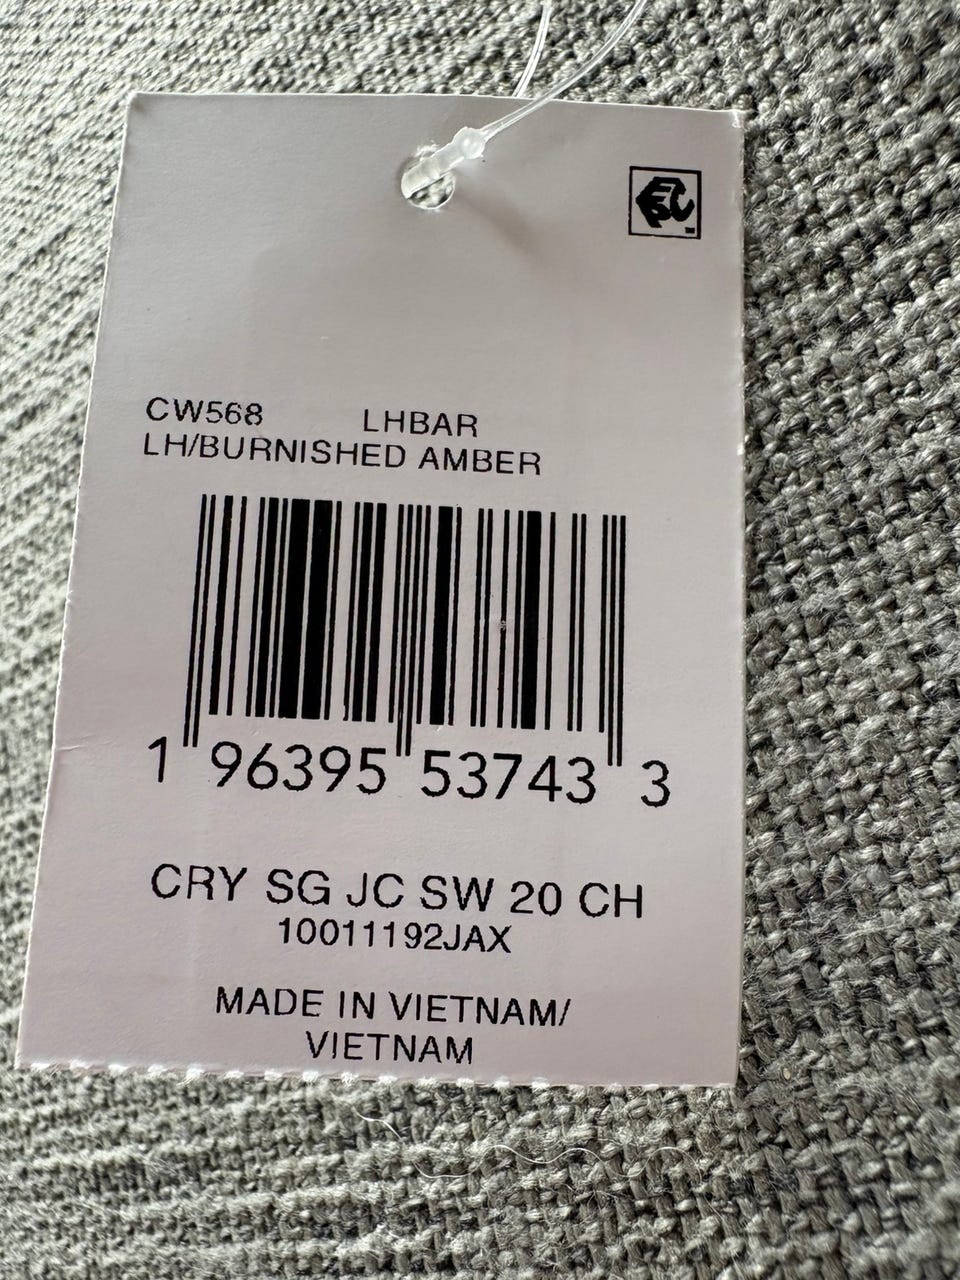 CW568 LHBAR
LH/BURNISHED AMBER
1 96395 53743 3
CRY SG JC SW 20 CH
10011192JAX
MADE IN VIETNAM/
VIETNAM